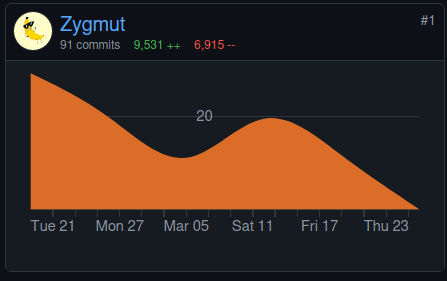 Zygmut
#1
91 commits 9,531 ++ 6,915 --
20
Tue 21 Mon 27 Mar 05 Sat 11 Fri 17 Thu 23